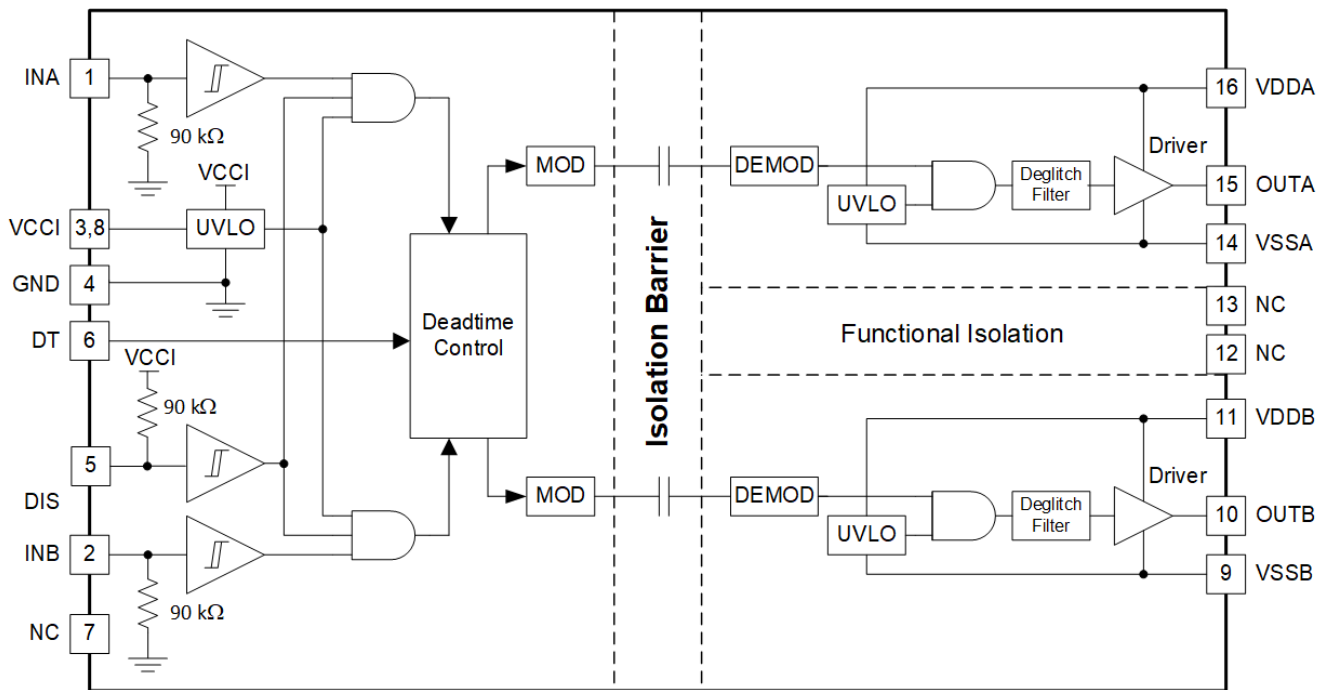 INA
1
90 kΩ
VCCI
VCCI
3,8
UVLO
GND
4
DT
6
VCCI
90 kΩ
5
DIS
INB
2
90 kΩ
NC
7
Deadtime
Control
MOD
MOD
Isolation Barrier
DEMOD
UVLO
Deglitch
Filter
Driver
16
VDDA
15
OUTA
14
VSSA
13
NC
Functional Isolation
12
NC
11
VDDB
DEMOD
UVLO
Deglitch
Filter
Driver
10
OUTB
9
VSSB